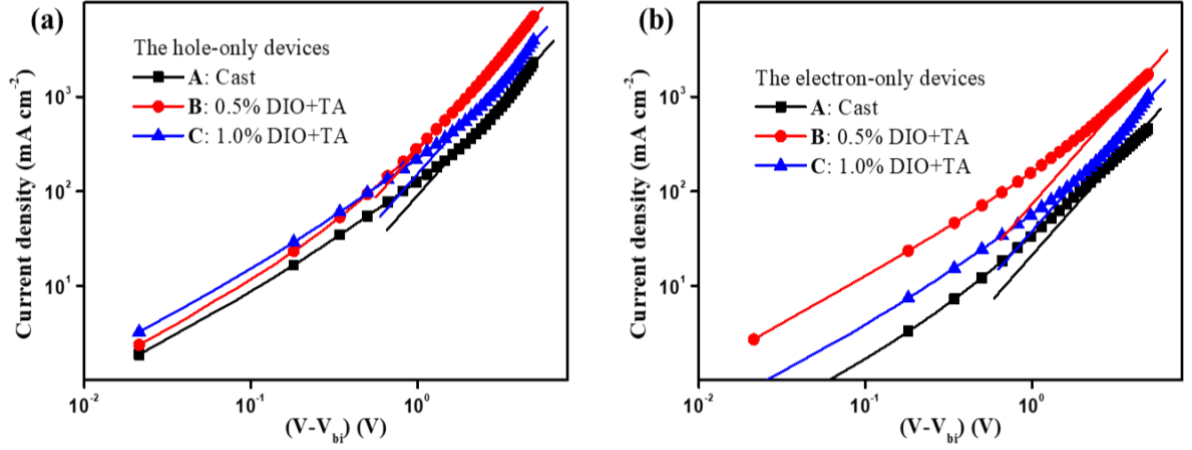 (a)
The hole-only devices
A: Cast
B: 0.5% DIO+TA
C: 1.0% DIO+TA
Current density (mA cm⁻²)
10³
10²
10¹
10⁻²
10⁻¹
10⁰
(V-V_bi) (V)
(b)
The electron-only devices
A: Cast
B: 0.5% DIO+TA
C: 1.0% DIO+TA
Current density (mA cm⁻²)
10³
10²
10¹
10⁻²
10⁻¹
10⁰
(V-V_bi) (V)